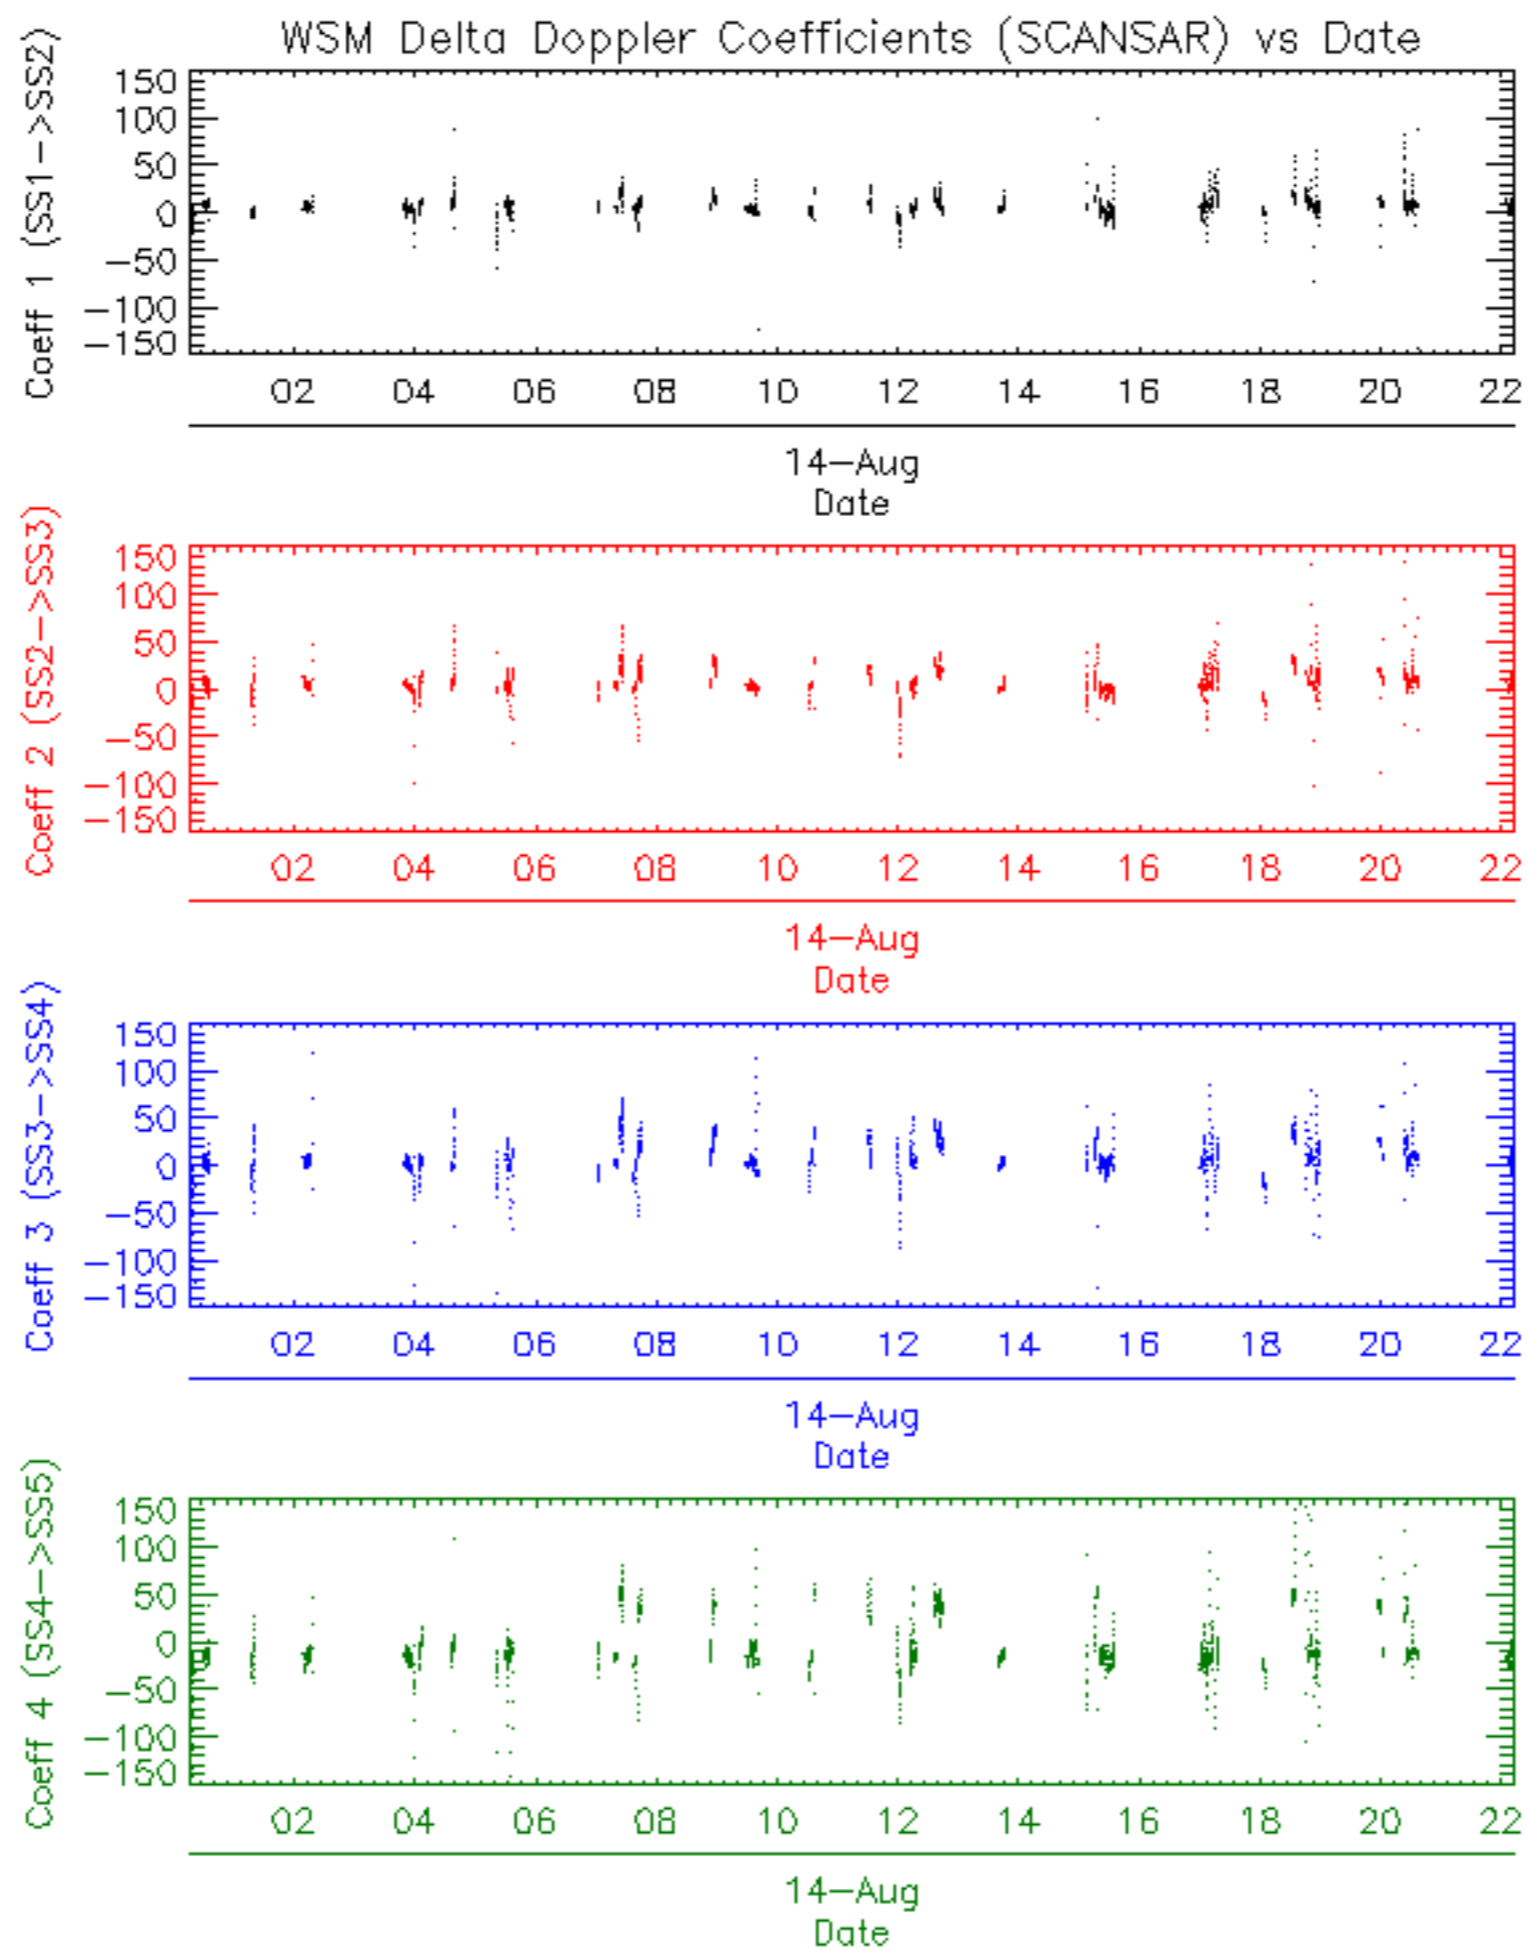 WSM Delta Doppler Coefficients (SCANSAR) vs Date
Coeff 1 (SS1->SS2)
150
100
50
0
-50
-100
-150
02 04 06 08 10 12 14 16 18 20 22
14-Aug
Date
Coeff 2 (SS2->SS3)
150
100
50
0
-50
-100
-150
02 04 06 08 10 12 14 16 18 20 22
14-Aug
Date
Coeff 3 (SS3->SS4)
150
100
50
0
-50
-100
-150
02 04 06 08 10 12 14 16 18 20 22
14-Aug
Date
Coeff 4 (SS4->SS5)
150
100
50
0
-50
-100
-150
02 04 06 08 10 12 14 16 18 20 22
14-Aug
Date